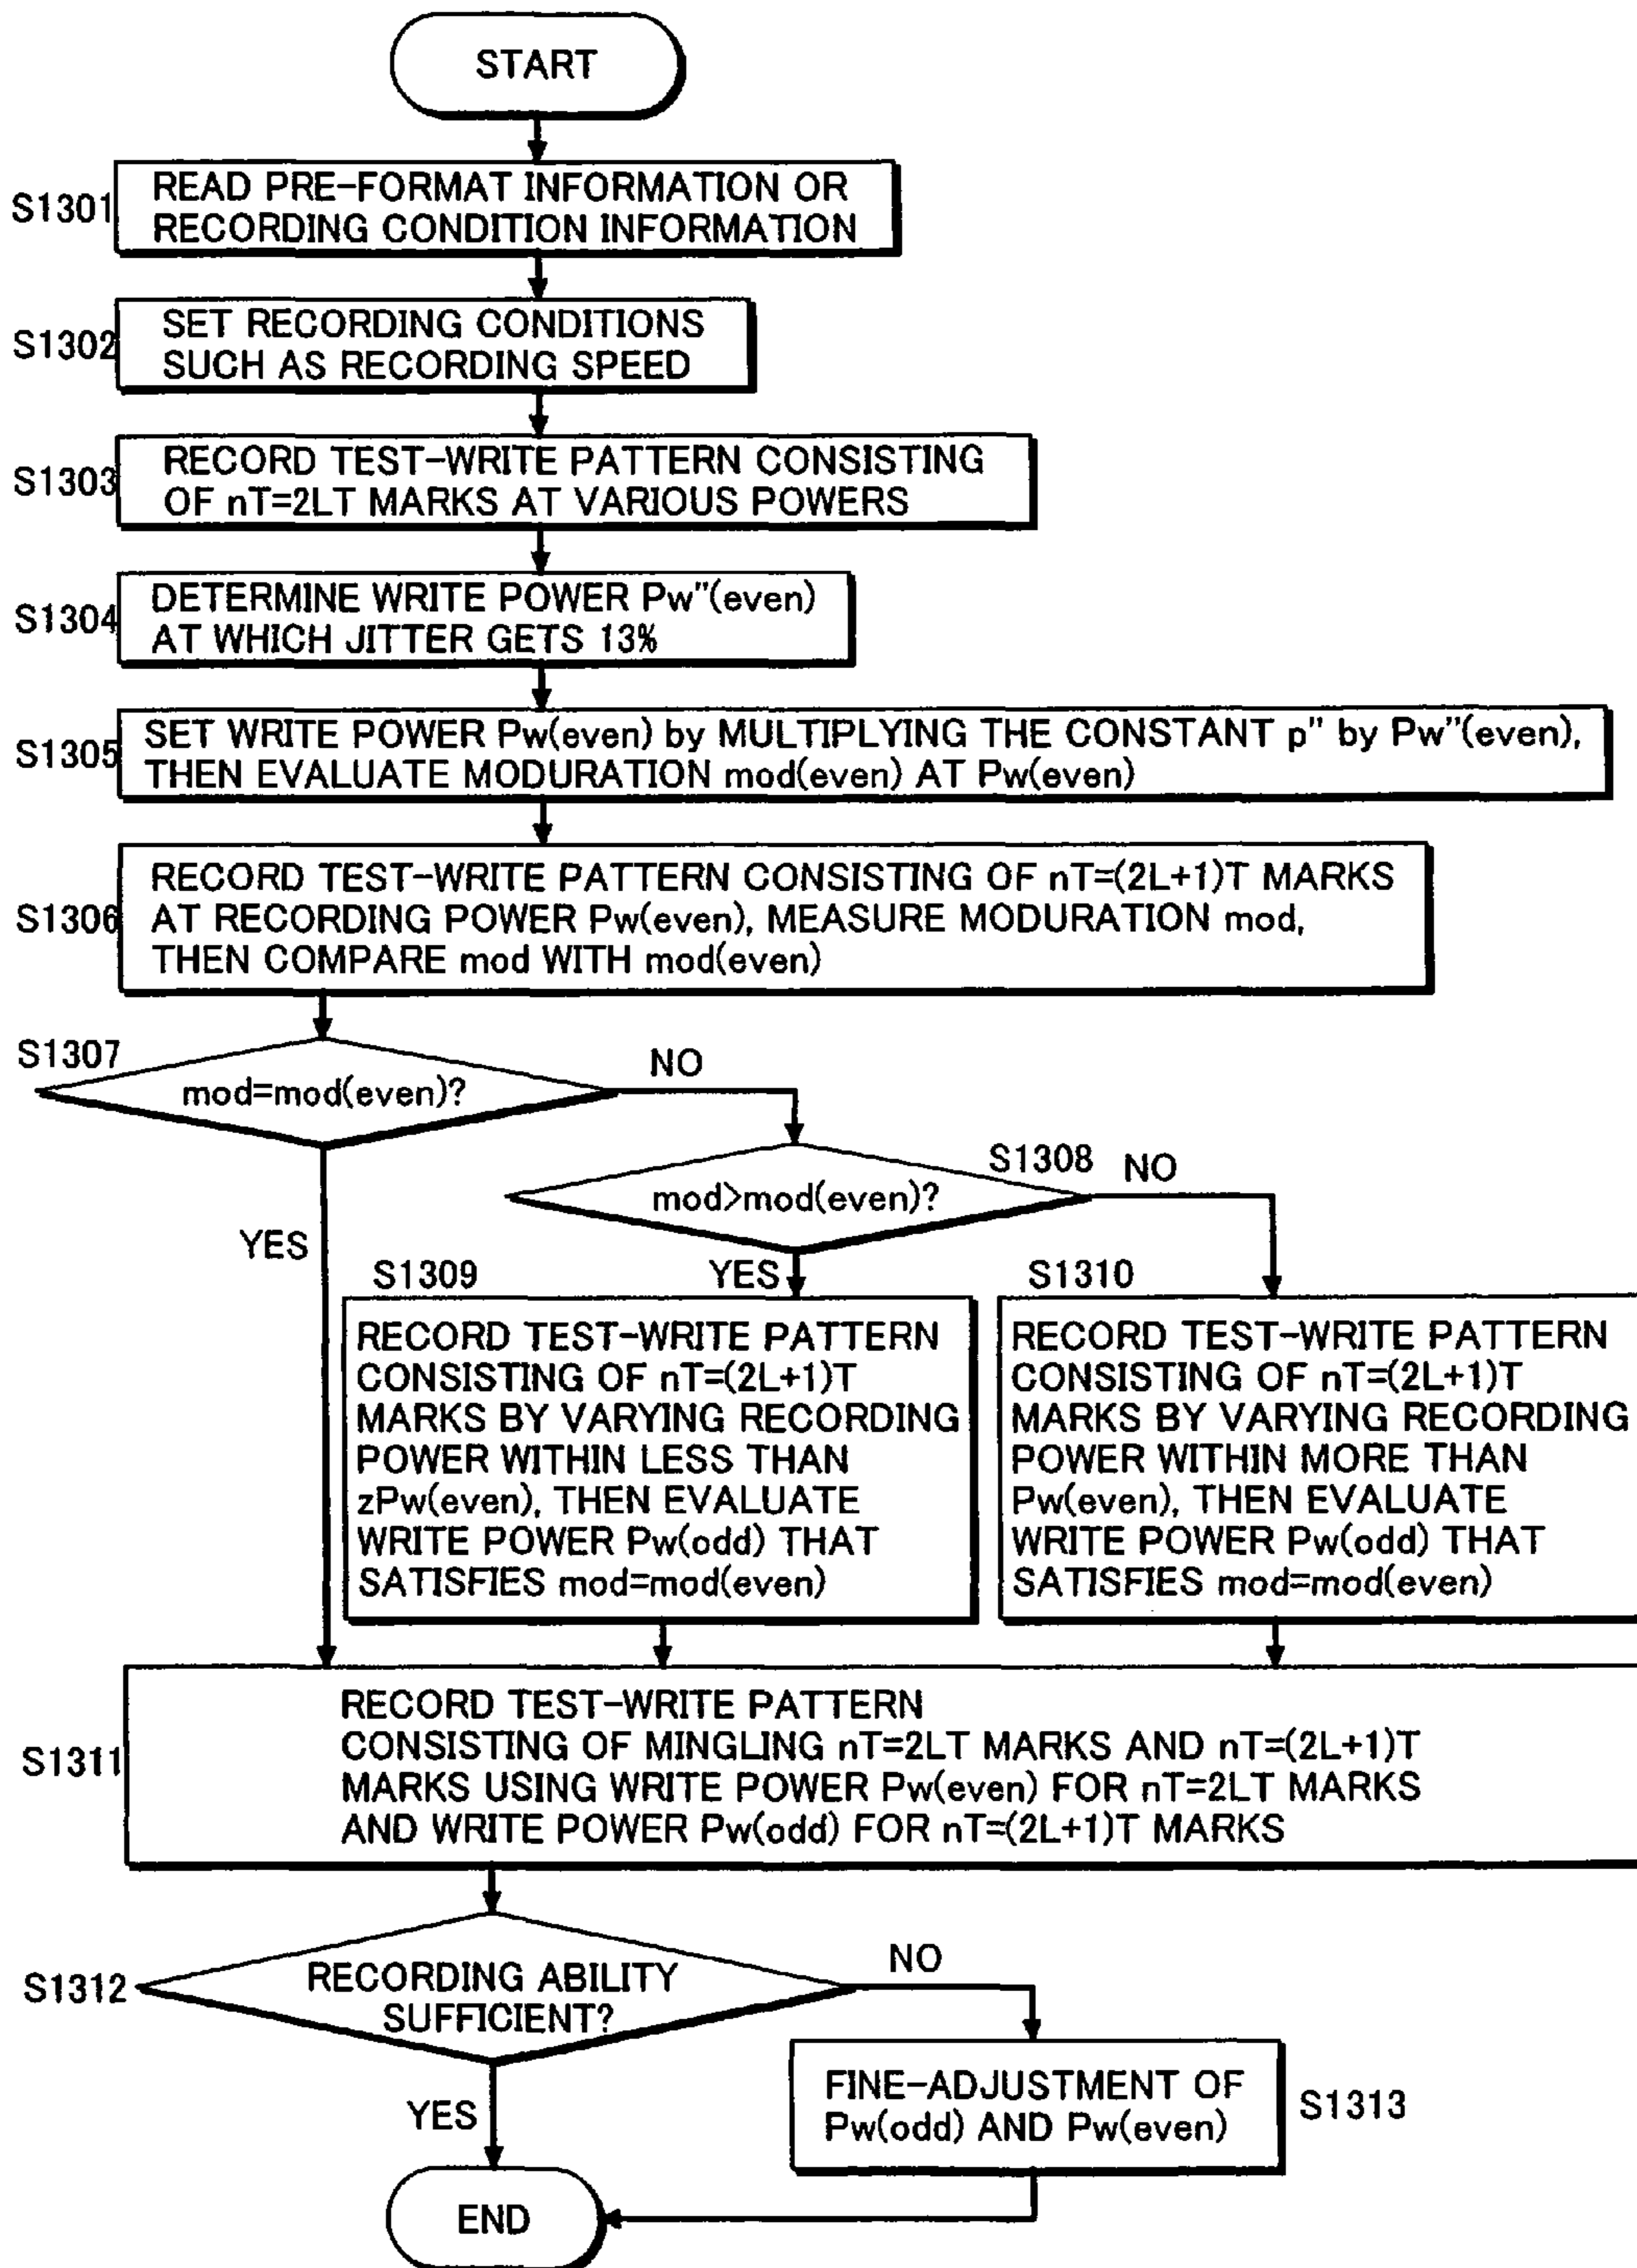 START
S1301
READ PRE-FORMAT INFORMATION OR
RECORDING CONDITION INFORMATION
S1302
SET RECORDING CONDITIONS
SUCH AS RECORDING SPEED
S1303
RECORD TEST-WRITE PATTERN CONSISTING
OF nT=2LT MARKS AT VARIOUS POWERS
S1304
DETERMINE WRITE POWER Pw"(even)
AT WHICH JITTER GETS 13%
S1305
SET WRITE POWER Pw(even) by MULTIPLYING THE CONSTANT p" by Pw"(even),
THEN EVALUATE MODURATION mod(even) AT Pw(even)
S1306
RECORD TEST-WRITE PATTERN CONSISTING OF nT=(2L+1)T MARKS
AT RECORDING POWER Pw(even), MEASURE MODURATION mod,
THEN COMPARE mod WITH mod(even)
S1307
mod=mod(even)?
NO
YES
S1308
mod>mod(even)?
NO
YES
S1309
RECORD TEST-WRITE PATTERN
CONSISTING OF nT=(2L+1)T
MARKS BY VARYING RECORDING
POWER WITHIN LESS THAN
zPw(even), THEN EVALUATE
WRITE POWER Pw(odd) THAT
SATISFIES mod=mod(even)
S1310
RECORD TEST-WRITE PATTERN
CONSISTING OF nT=(2L+1)T
MARKS BY VARYING RECORDING
POWER WITHIN MORE THAN
Pw(even), THEN EVALUATE
WRITE POWER Pw(odd) THAT
SATISFIES mod=mod(even)
S1311
RECORD TEST-WRITE PATTERN
CONSISTING OF MINGLING nT=2LT MARKS AND nT=(2L+1)T
MARKS USING WRITE POWER Pw(even) FOR nT=2LT MARKS
AND WRITE POWER Pw(odd) FOR nT=(2L+1)T MARKS
S1312
RECORDING ABILITY
SUFFICIENT?
NO
YES
FINE-ADJUSTMENT OF
Pw(odd) AND Pw(even)
S1313
END